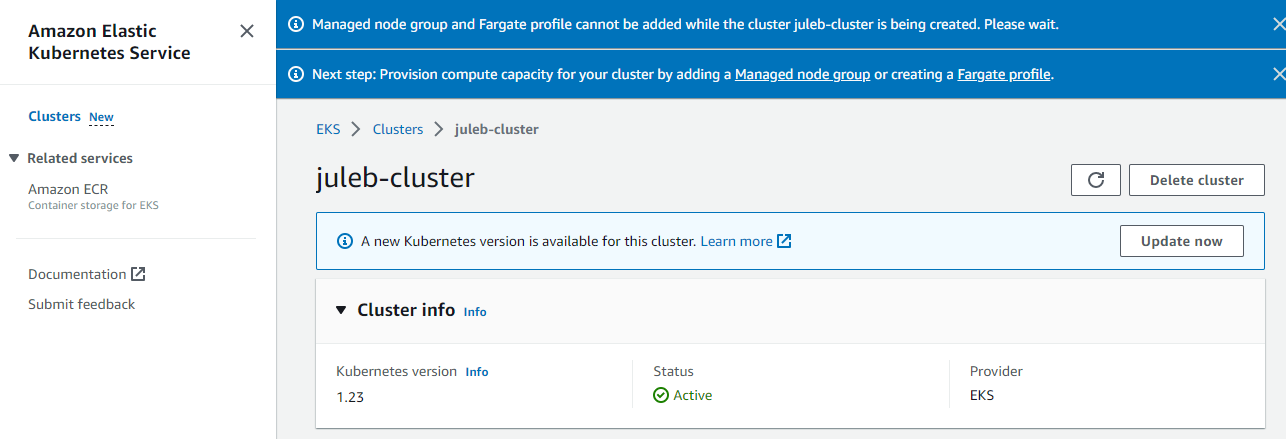 Amazon Elastic
Kubernetes Service
Clusters New
Related services
Amazon ECR
Container storage for EKS
Documentation
Submit feedback
Managed node group and Fargate profile cannot be added while the cluster juleb-cluster is being created. Please wait.
Next step: Provision compute capacity for your cluster by adding a Managed node group or creating a Fargate profile.
EKS Clusters juleb-cluster
juleb-cluster
Delete cluster
A new Kubernetes version is available for this cluster. Learn more
Update now
Cluster info Info
Kubernetes version Info
1.23
Status
Active
Provider
EKS